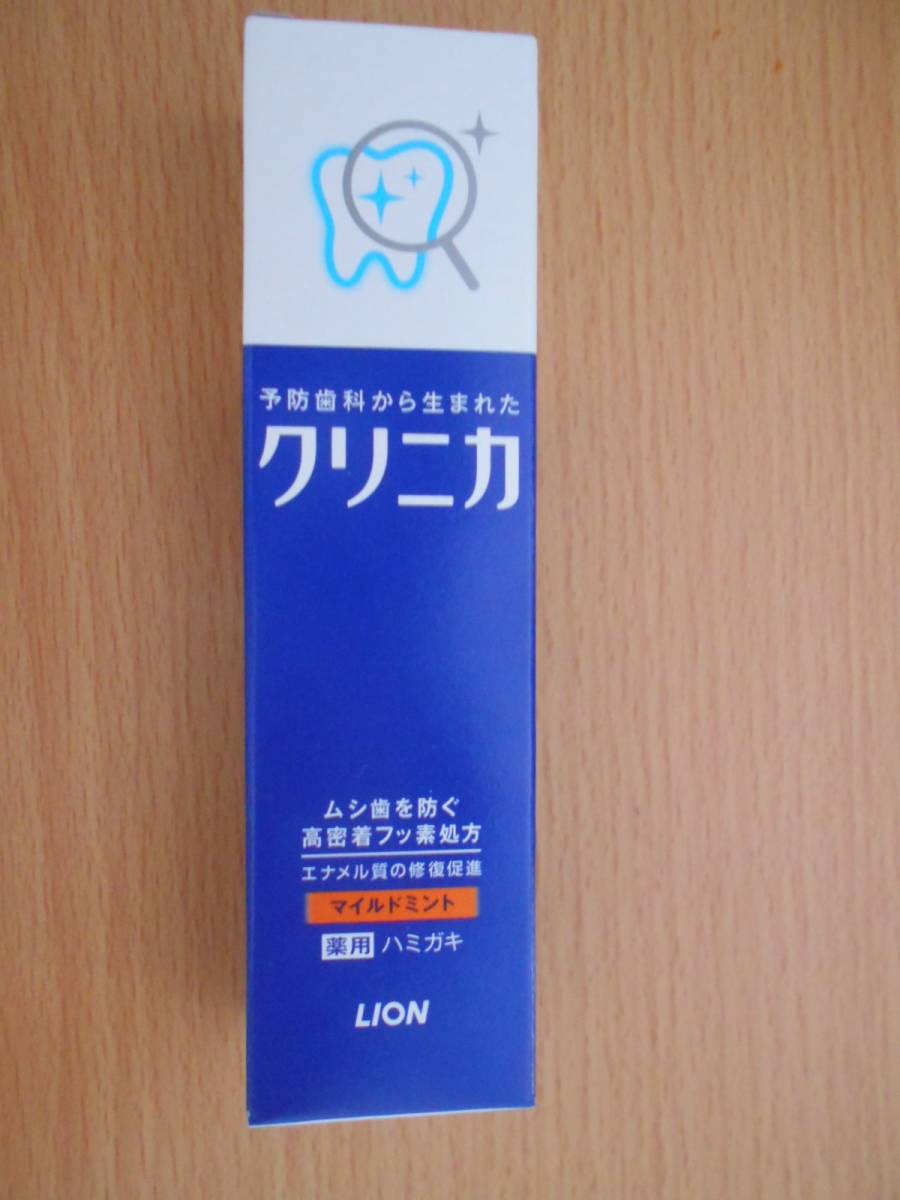 予防歯科から生まれた
クリニカ
ムシ歯を防ぐ
高密着フッ素処方
エナメル質の修復促進
マイルドミント
薬用 ハミガキ
LION